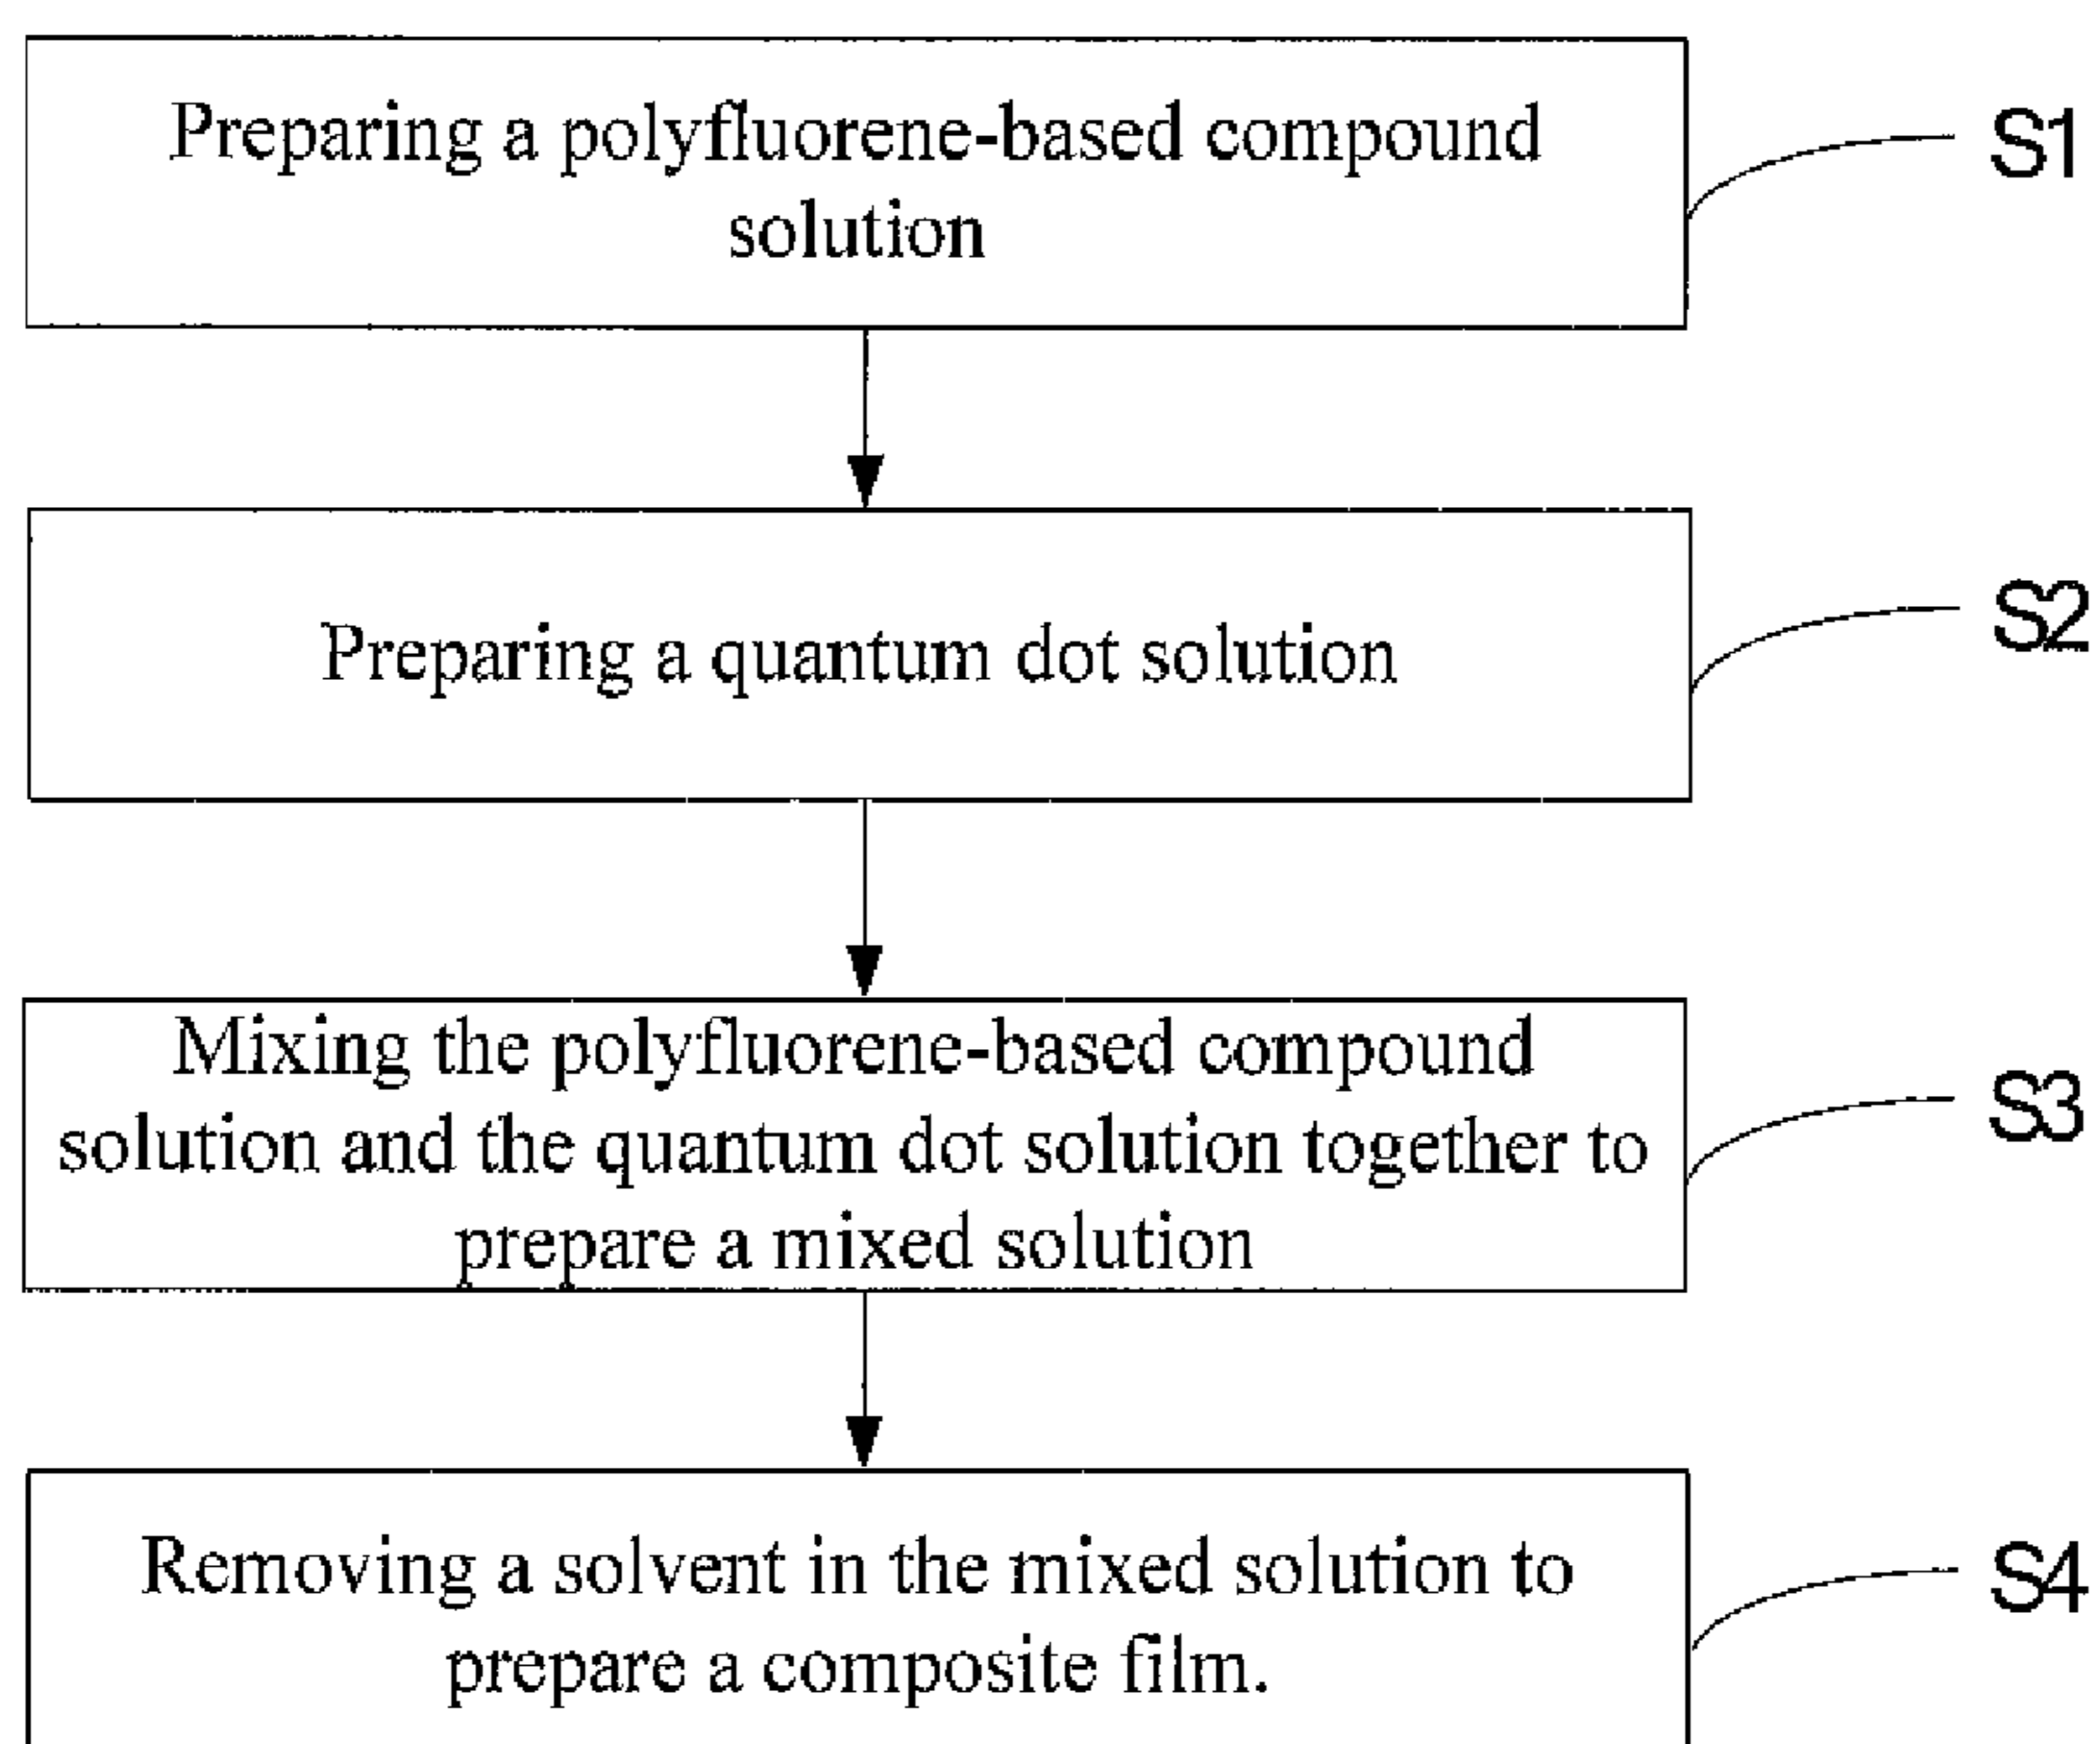 Preparing a polyfluorene-based compound
solution
S1
Preparing a quantum dot solution
S2
Mixing the polyfluorene-based compound
solution and the quantum dot solution together to
prepare a mixed solution
S3
Removing a solvent in the mixed solution to
prepare a composite film.
S4